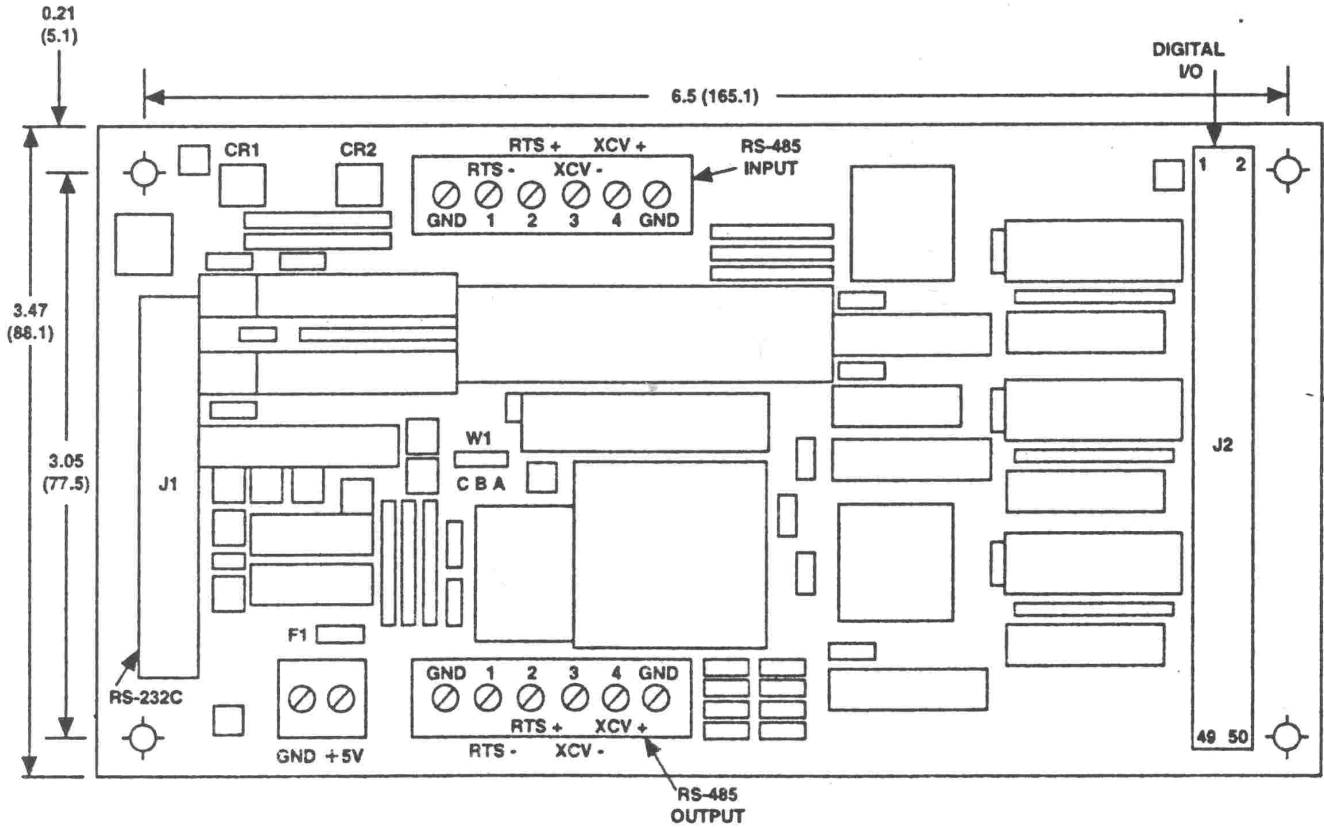 0.21
(5.1)
DIGITAL
I/O
6.5 (165.1)
CR1 CR2
RTS + XCV +
RS-485
INPUT
RTS - XCV -
GND 1 2 3 4 GND
1 2
3.47
(88.1)
3.05
(77.5)
J1
W1
C B A
J2
F1
RS-232C
GND +5V
GND 1 2 3 4 GND
RTS + XCV +
RTS - XCV -
49 50
RS-485
OUTPUT